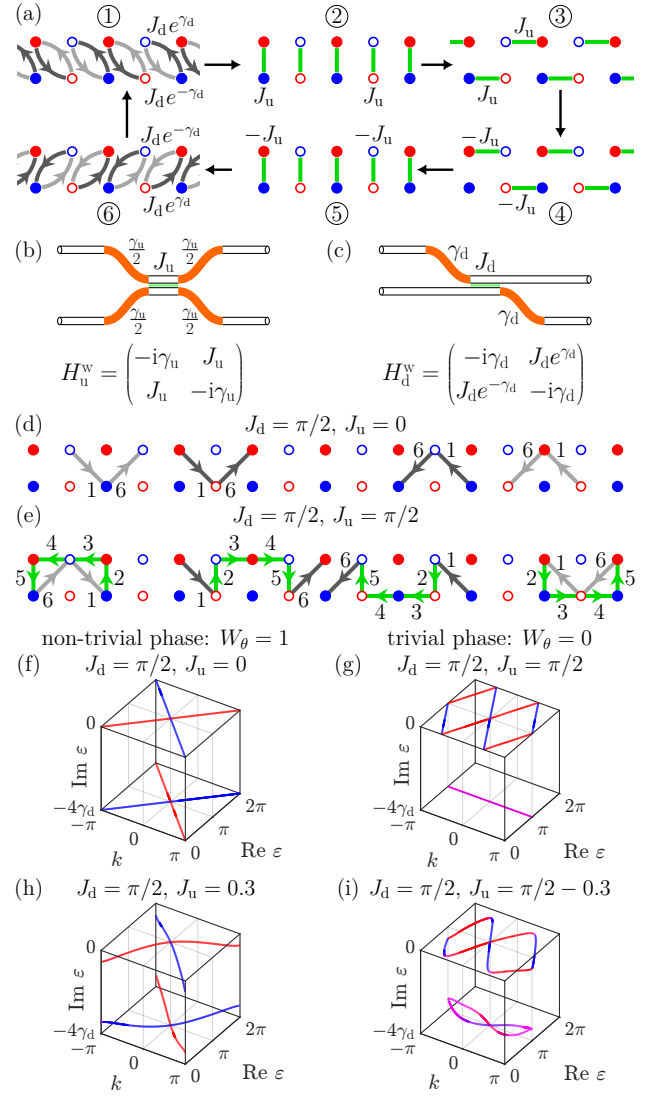 (a) ① ② ③
J_d e^{γ_d} J_u
J_d e^{−γ_d} J_u J_u J_u
J_d e^{−γ_d} −J_u −J_u −J_u
J_d e^{γ_d} −J_u
⑥ ⑤ ④
(b) (c)
γ_u/2 J_u γ_u/2 γ_d J_d
γ_u/2 γ_u/2 γ_d
H_u^w = ( −iγ_u J_u ; J_u −iγ_u ) H_d^w = ( −iγ_d J_d e^{γ_d} ; J_d e^{−γ_d} −iγ_d )
(d) J_d = π/2, J_u = 0
6 1
1 6 1 6 6 1
(e) J_d = π/2, J_u = π/2
4 3 3 4 6 1 1 6
5 2 2 5 5 2 2 5
6 1 1 6 4 3 3 4
non-trivial phase: W_θ = 1 trivial phase: W_θ = 0
(f) J_d = π/2, J_u = 0 (g) J_d = π/2, J_u = π/2
0 0
Im ε Im ε
−4γ_d 2π −4γ_d 2π
−π 0 π −π 0 π
k π 0 Re ε k π 0 Re ε
(h) J_d = π/2, J_u = 0.3 (i) J_d = π/2, J_u = π/2 − 0.3
0 0
Im ε Im ε
−4γ_d 2π −4γ_d 2π
−π 0 π −π 0 π
k π 0 Re ε k π 0 Re ε